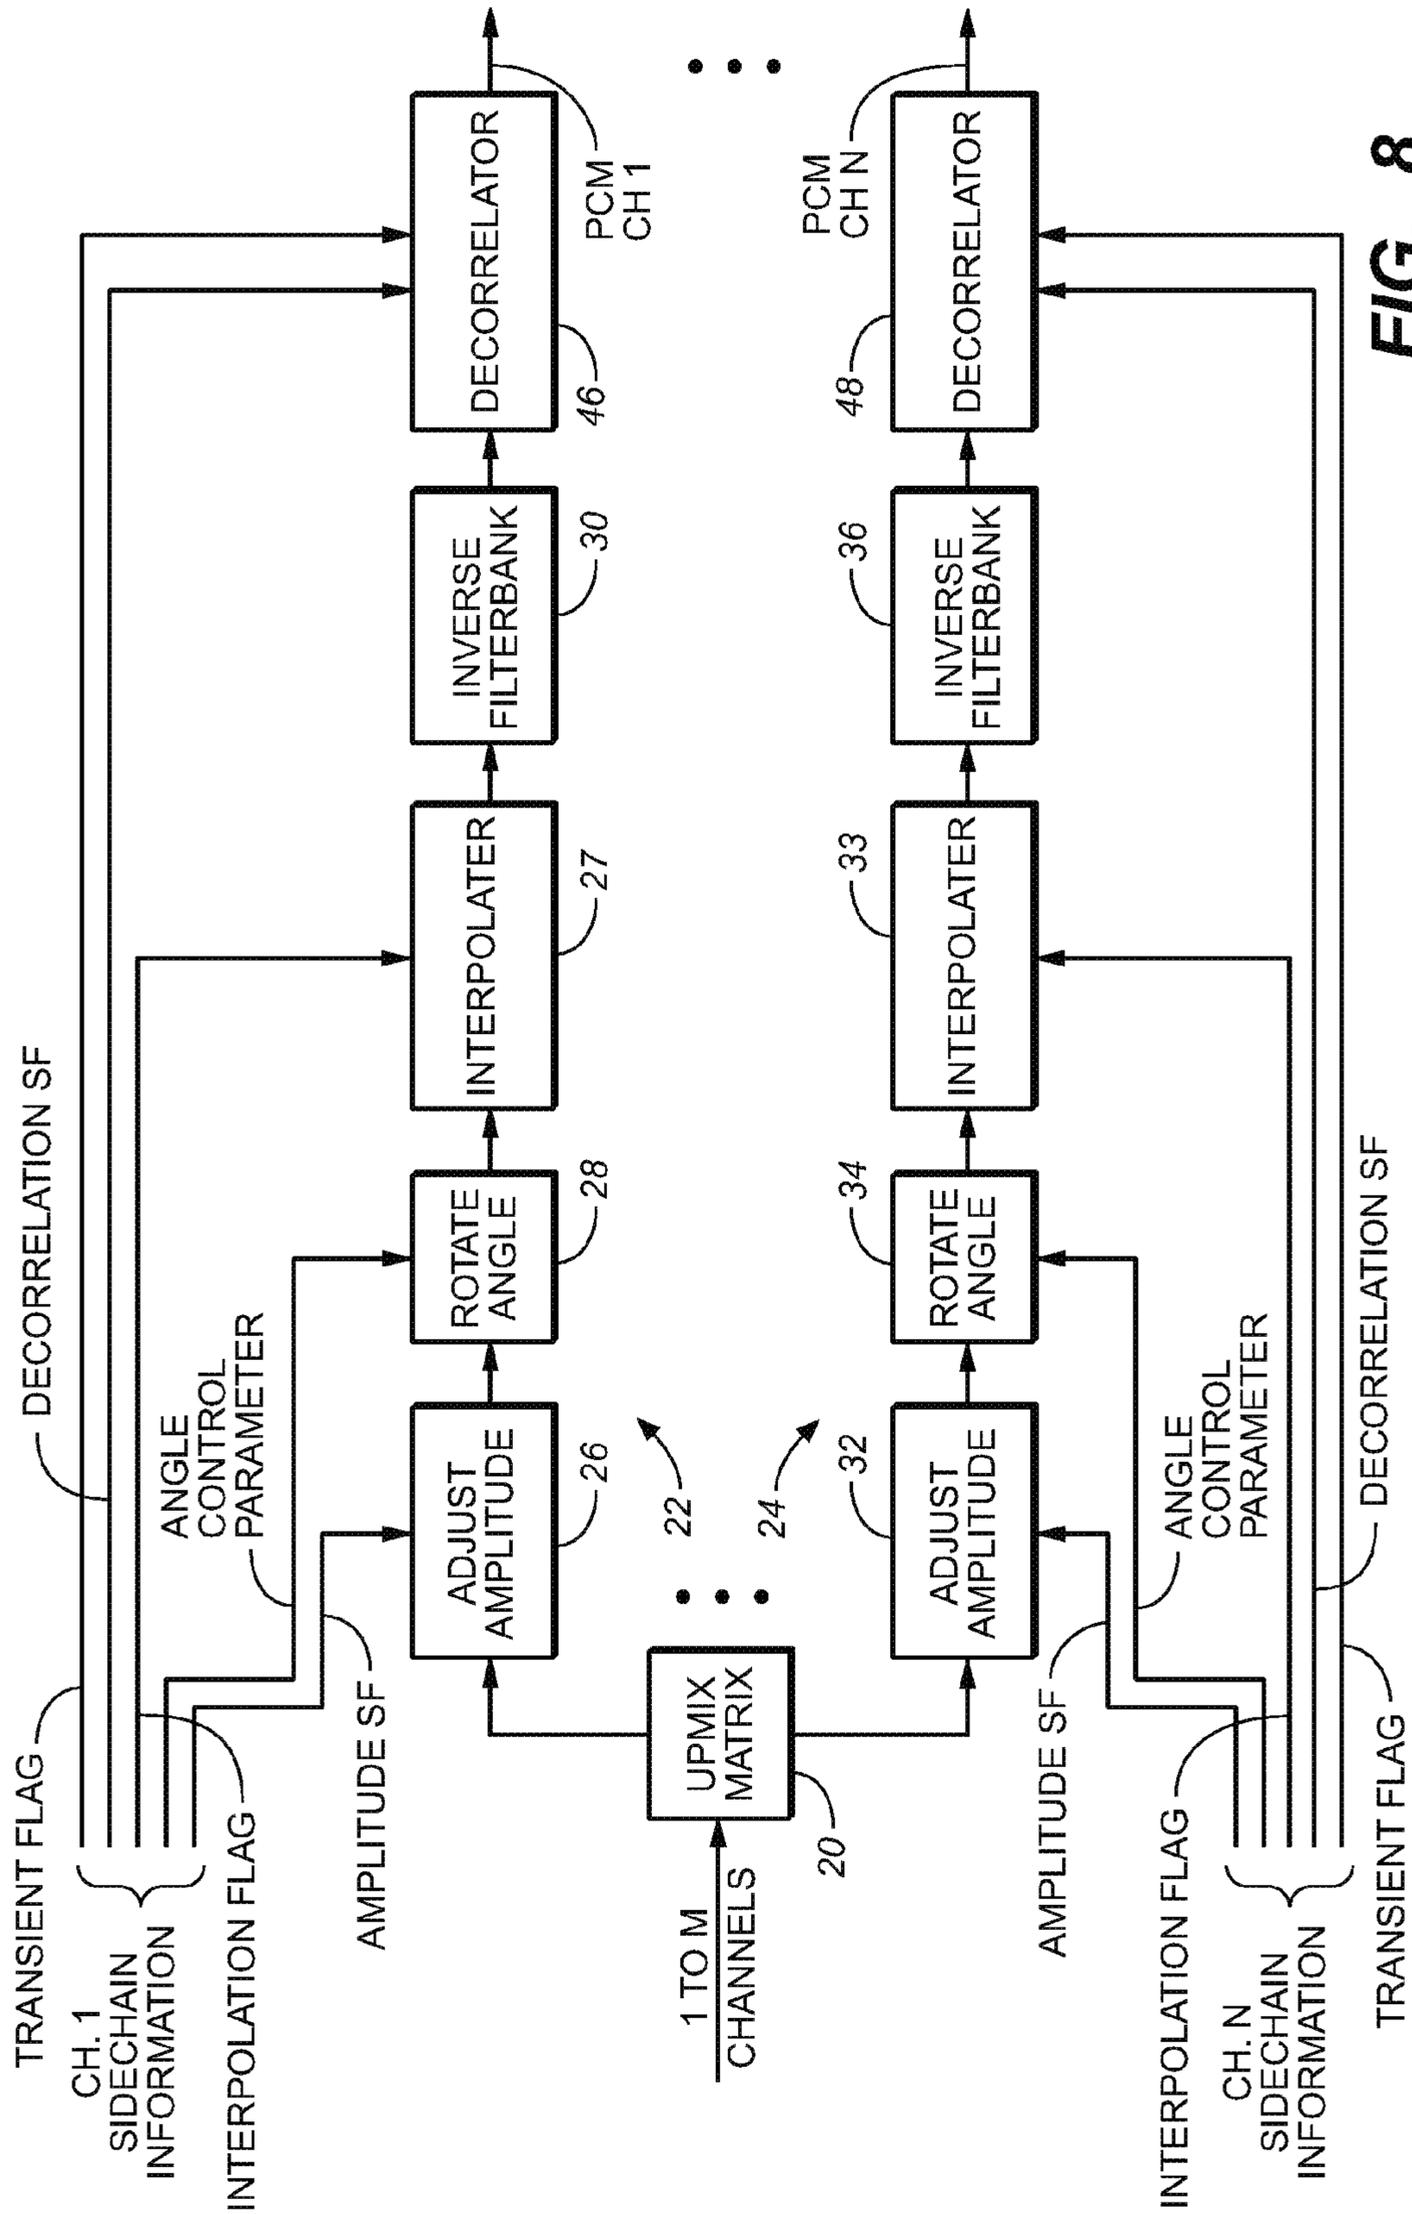 TRANSIENT FLAG
DECORRELATION SF
CH. 1
SIDECHAIN
INFORMATION
ANGLE
CONTROL
PARAMETER
INTERPOLATION FLAG
AMPLITUDE SF
ADJUST
AMPLITUDE
26
ROTATE
ANGLE
28
INTERPOLATER
27
INVERSE
FILTERBANK
30
DECORRELATOR
46
PCM
CH 1
22
1 TO M
CHANNELS
UPMIX
MATRIX
20
24
PCM
CH N
32
ADJUST
AMPLITUDE
34
ROTATE
ANGLE
33
INTERPOLATER
36
INVERSE
FILTERBANK
48
DECORRELATOR
AMPLITUDE SF
INTERPOLATION FLAG
ANGLE
CONTROL
PARAMETER
CH. N
SIDECHAIN
INFORMATION
TRANSIENT FLAG
DECORRELATION SF
FIG 8